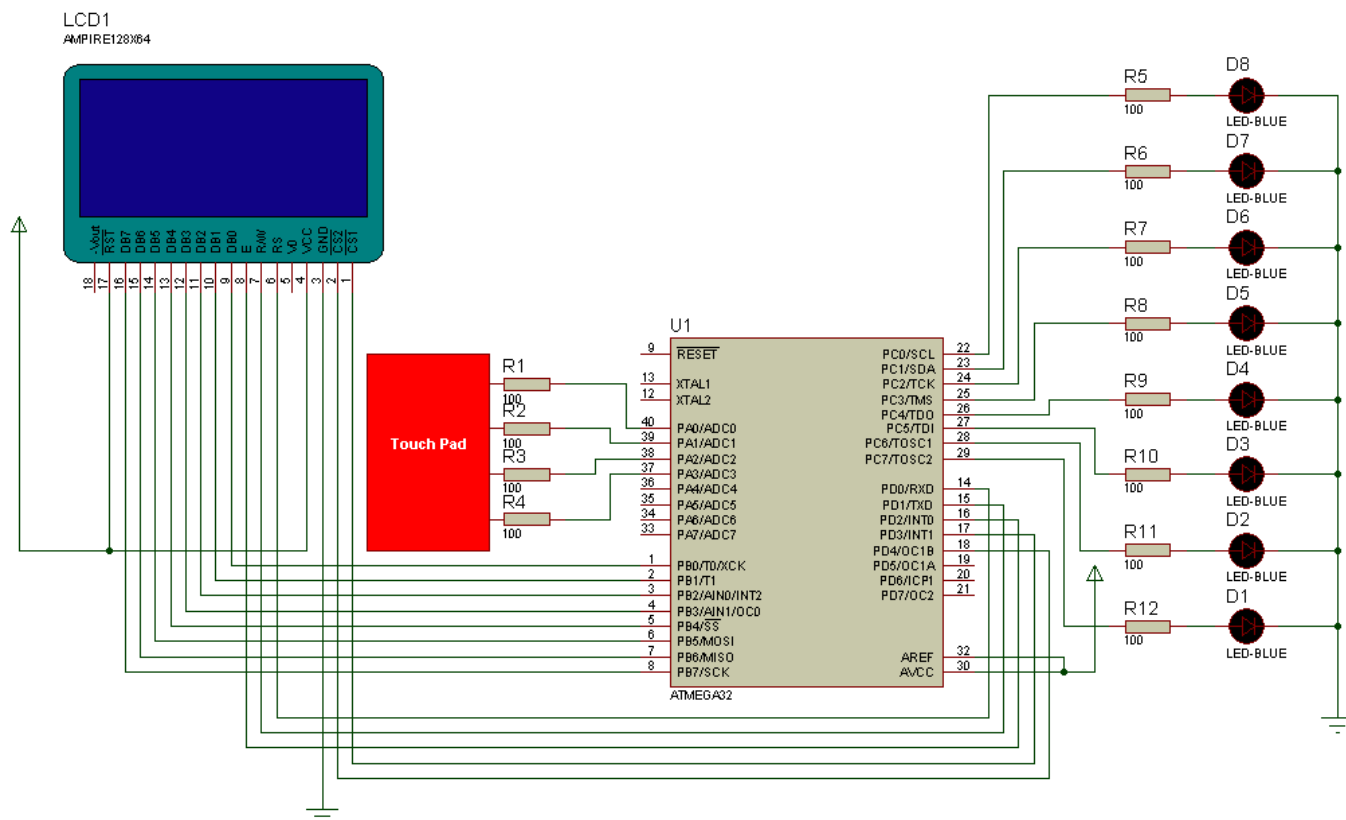 LCD1
AMPIRE128X64
-Vout
RST
DB7
DB6
DB5
DB4
DB3
DB2
DB1
DB0
E
R/W
RS
V0
VCC
GND
CS2
CS1
18
17
16
15
14
13
12
11
10
9
8
7
6
5
4
3
2
1
Touch Pad
R1
100
R2
100
R3
100
R4
100
U1
9 RESET
13 XTAL1
12 XTAL2
40 PA0/ADC0
39 PA1/ADC1
38 PA2/ADC2
37 PA3/ADC3
36 PA4/ADC4
35 PA5/ADC5
34 PA6/ADC6
33 PA7/ADC7
1 PB0/T0/XCK
2 PB1/T1
3 PB2/AIN0/INT2
4 PB3/AIN1/OC0
5 PB4/SS
6 PB5/MOSI
7 PB6/MISO
8 PB7/SCK
PC0/SCL 22
PC1/SDA 23
PC2/TCK 24
PC3/TMS 25
PC4/TDO 26
PC5/TDI 27
PC6/TOSC1 28
PC7/TOSC2 29
PD0/RXD 14
PD1/TXD 15
PD2/INT0 16
PD3/INT1 17
PD4/OC1B 18
PD5/OC1A 19
PD6/ICP1 20
PD7/OC2 21
AREF 32
AVCC 30
ATMEGA32
R5
100
D8
LED-BLUE
R6
100
D7
LED-BLUE
R7
100
D6
LED-BLUE
R8
100
D5
LED-BLUE
R9
100
D4
LED-BLUE
R10
100
D3
LED-BLUE
R11
100
D2
LED-BLUE
R12
100
D1
LED-BLUE